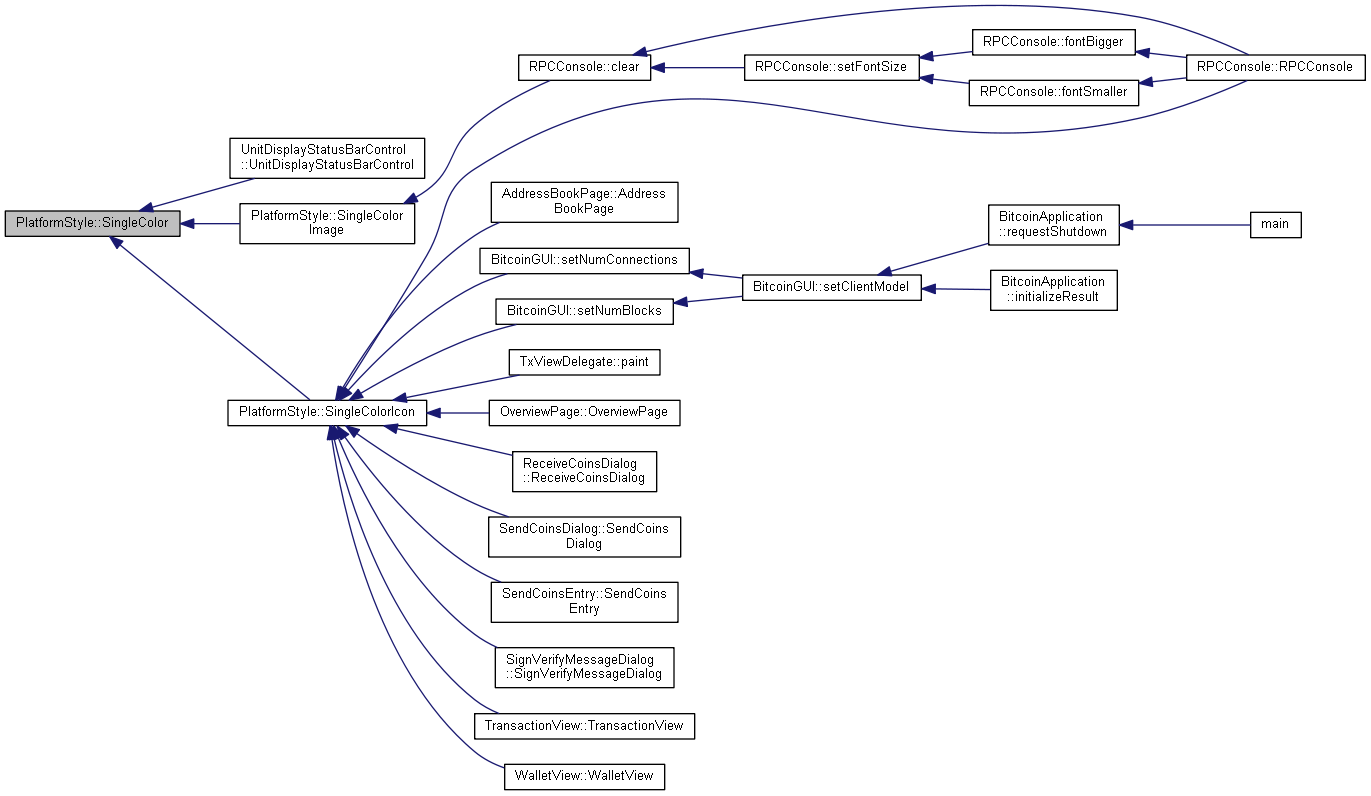 PlatformStyle::SingleColor
UnitDisplayStatusBarControl
::UnitDisplayStatusBarControl
PlatformStyle::SingleColor
Image
PlatformStyle::SingleColorIcon
RPCConsole::clear
RPCConsole::setFontSize
RPCConsole::fontBigger
RPCConsole::fontSmaller
RPCConsole::RPCConsole
AddressBookPage::Address
BookPage
BitcoinGUI::setNumConnections
BitcoinGUI::setNumBlocks
BitcoinGUI::setClientModel
BitcoinApplication
::requestShutdown
main
BitcoinApplication
::initializeResult
TxViewDelegate::paint
OverviewPage::OverviewPage
ReceiveCoinsDialog
::ReceiveCoinsDialog
SendCoinsDialog::SendCoins
Dialog
SendCoinsEntry::SendCoins
Entry
SignVerifyMessageDialog
::SignVerifyMessageDialog
TransactionView::TransactionView
WalletView::WalletView